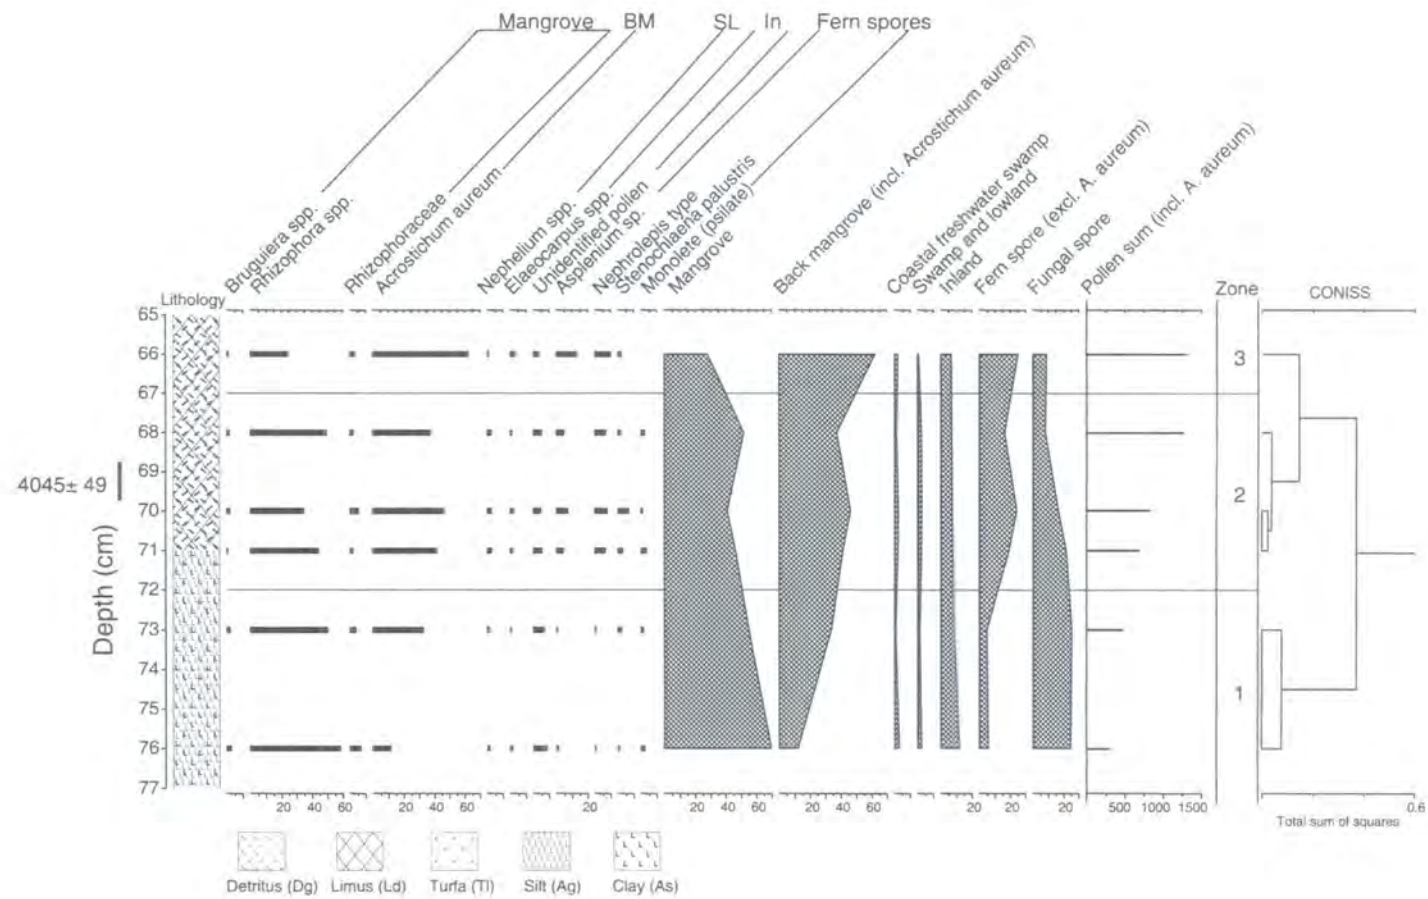 Mangrove BM SL In Fern spores
Bruguiera spp.
Rhizophora spp.
Rhizophoraceae
Acrostichum aureum
Nephelium spp.
Elaeocarpus spp.
Unidentified pollen
Asplenium sp.
Nephrolepis type
Stenochlaena palustris
Monolete (psilate)
Mangrove
Back mangrove (incl. Acrostichum aureum)
Coastal freshwater swamp
Swamp and lowland
Inland
Fern spore (excl. A. aureum)
Fungal spore
Pollen sum (incl. A. aureum)
Lithology Zone CONISS
65
66 3
67
68
69
4045± 49 2
70
71
72
73
74
75 1
76
77
Depth (cm)
20 40 60 20 40 60 20 20 40 60 20 40 60 20 20 20 500 1000 1500 0.6
Total sum of squares
Detritus (Dg) Limus (Ld) Turfa (Tl) Silt (Ag) Clay (As)